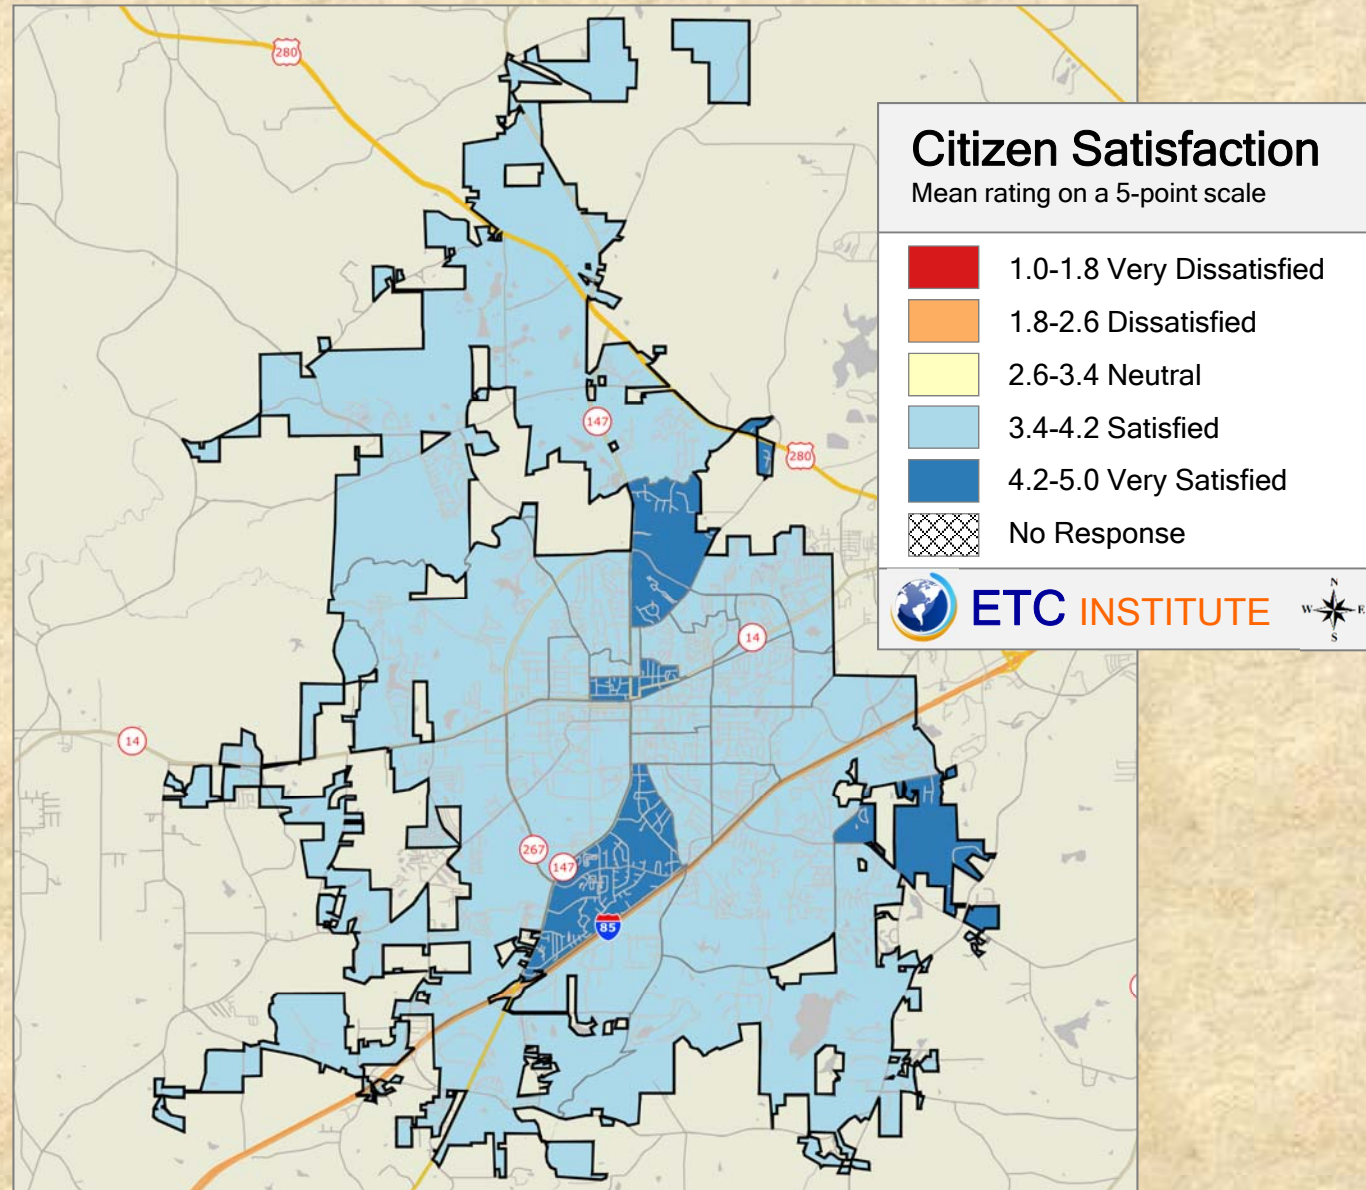 280
Citizen Satisfaction
Mean rating on a 5-point scale
1.0-1.8 Very Dissatisfied
1.8-2.6 Dissatisfied
2.6-3.4 Neutral
3.4-4.2 Satisfied
4.2-5.0 Very Satisfied
No Response
ETC INSTITUTE
N
W E
S
147
280
14
14
267
147
85